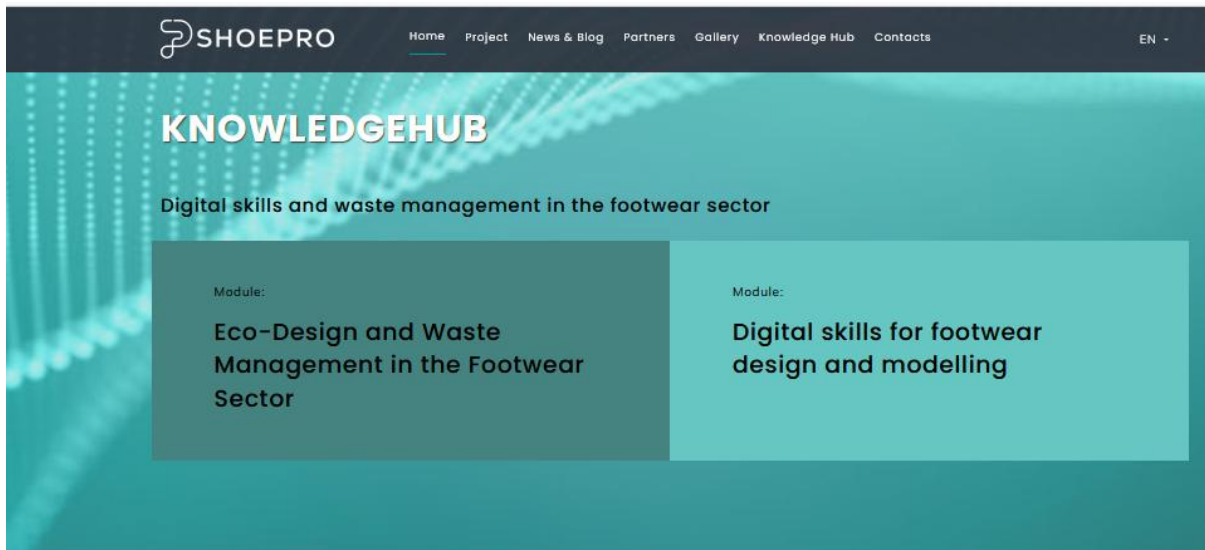 SHOEPRO
Home Project News & Blog Partners Gallery Knowledge Hub Contacts EN
KNOWLEDGEHUB
Digital skills and waste management in the footwear sector
Module:
Eco-Design and Waste
Management in the Footwear
Sector
Module:
Digital skills for footwear
design and modelling